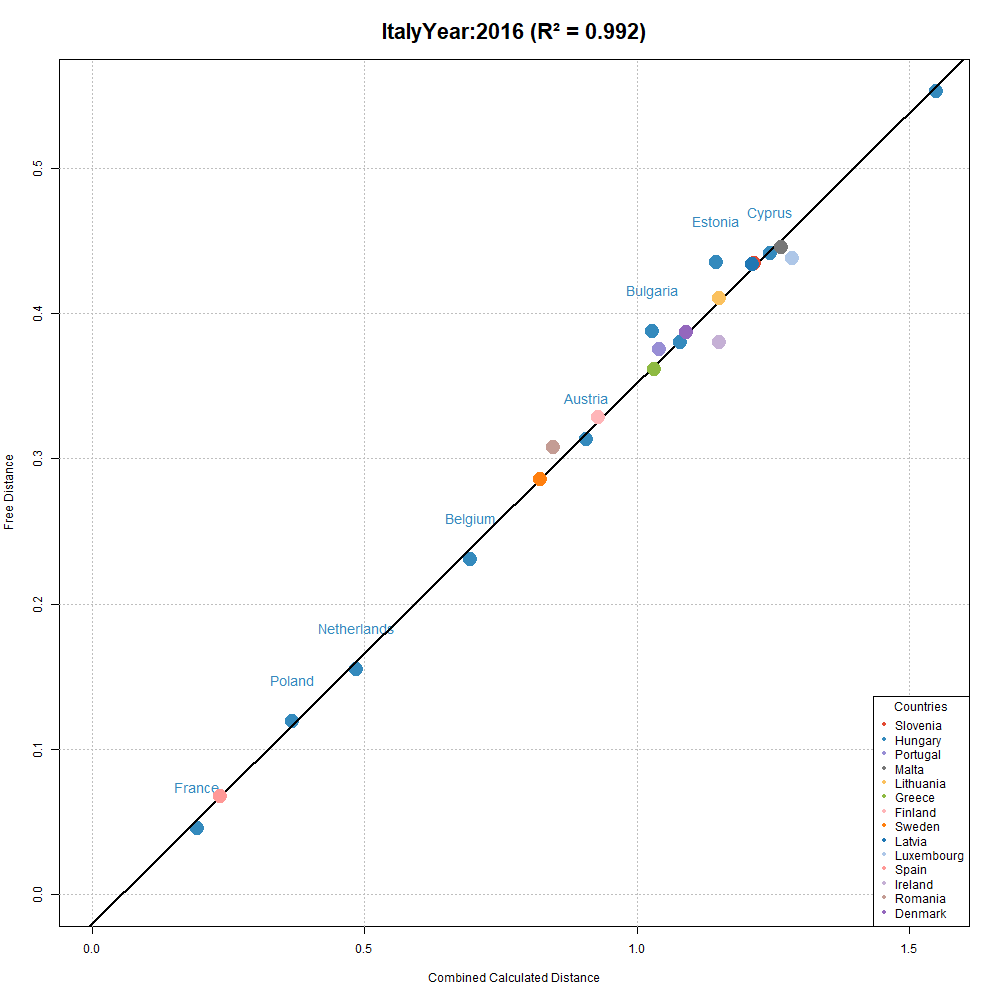 ItalyYear:2016 (R² = 0.992)
Free Distance
0.5
0.4
0.3
0.2
0.1
0.0
Cyprus
Estonia
Bulgaria
Austria
Belgium
Netherlands
Poland
France
Countries
Slovenia
Hungary
Portugal
Malta
Lithuania
Greece
Finland
Sweden
Latvia
Luxembourg
Spain
Ireland
Romania
Denmark
0.0 0.5 1.0 1.5
Combined Calculated Distance